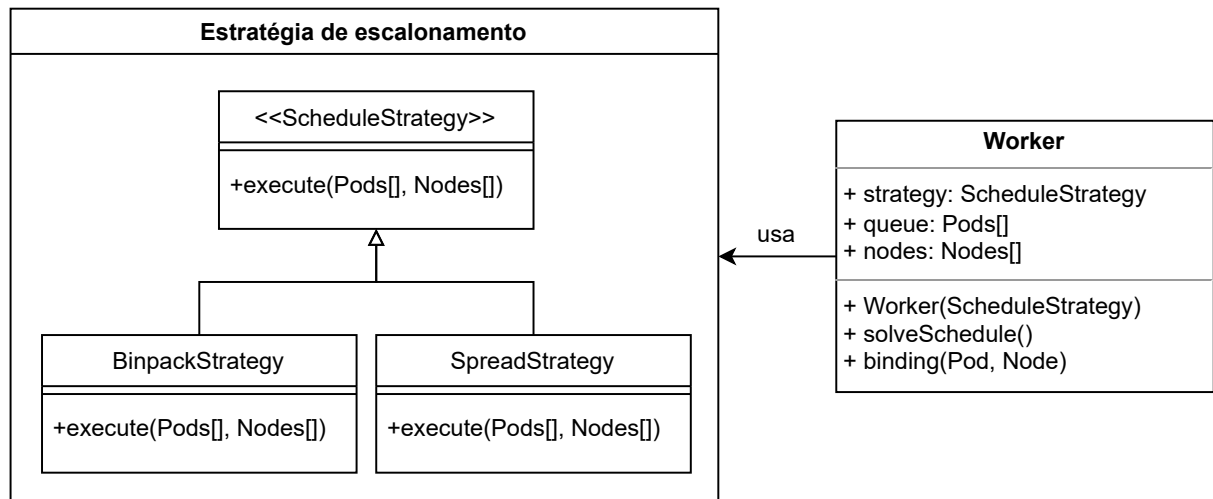 Estratégia de escalonamento
<<ScheduleStrategy>>
+execute(Pods[], Nodes[])
BinpackStrategy
+execute(Pods[], Nodes[])
SpreadStrategy
+execute(Pods[], Nodes[])
usa
Worker
+ strategy: ScheduleStrategy
+ queue: Pods[]
+ nodes: Nodes[]
+ Worker(ScheduleStrategy)
+ solveSchedule()
+ binding(Pod, Node)